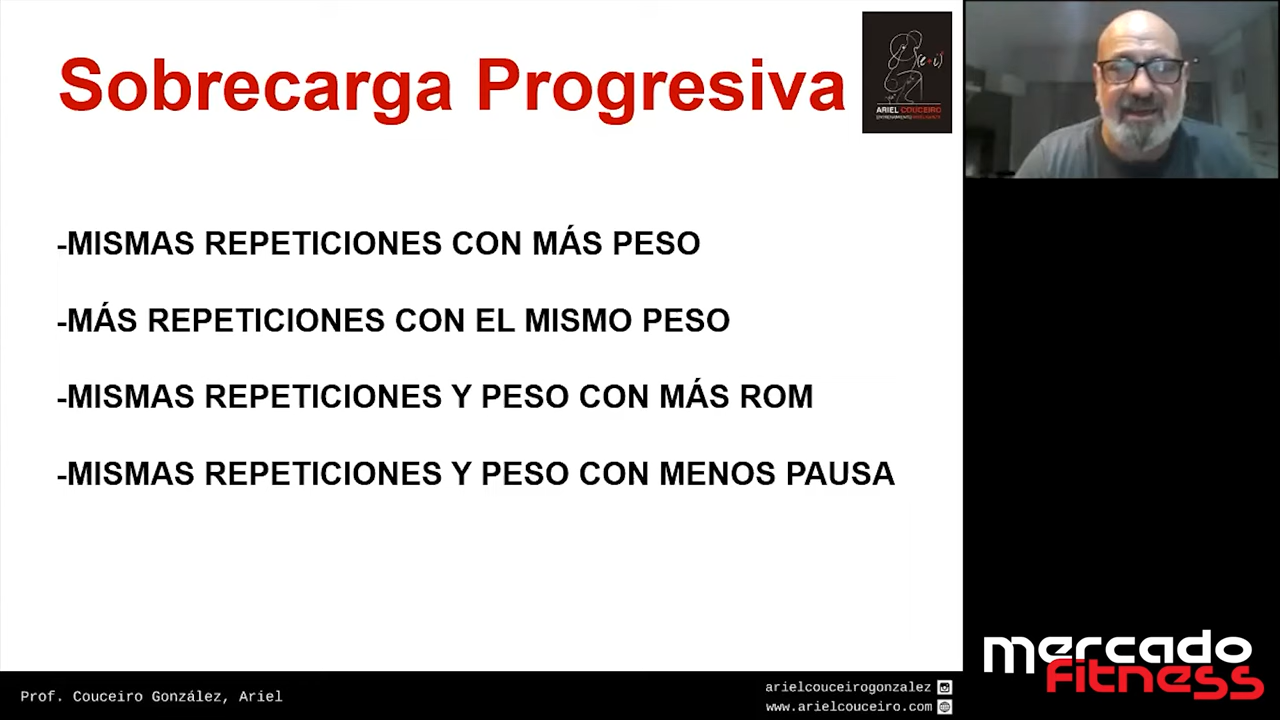 Sobrecarga Progresiva
ARIEL COUCEIRO
-MISMAS REPETICIONES CON MÁS PESO
-MÁS REPETICIONES CON EL MISMO PESO
-MISMAS REPETICIONES Y PESO CON MÁS ROM
-MISMAS REPETICIONES Y PESO CON MENOS PAUSA
Prof. Couceiro González, Ariel
arielcouceirogonzalez
www.arielcouceiro.com
mercado
fitness